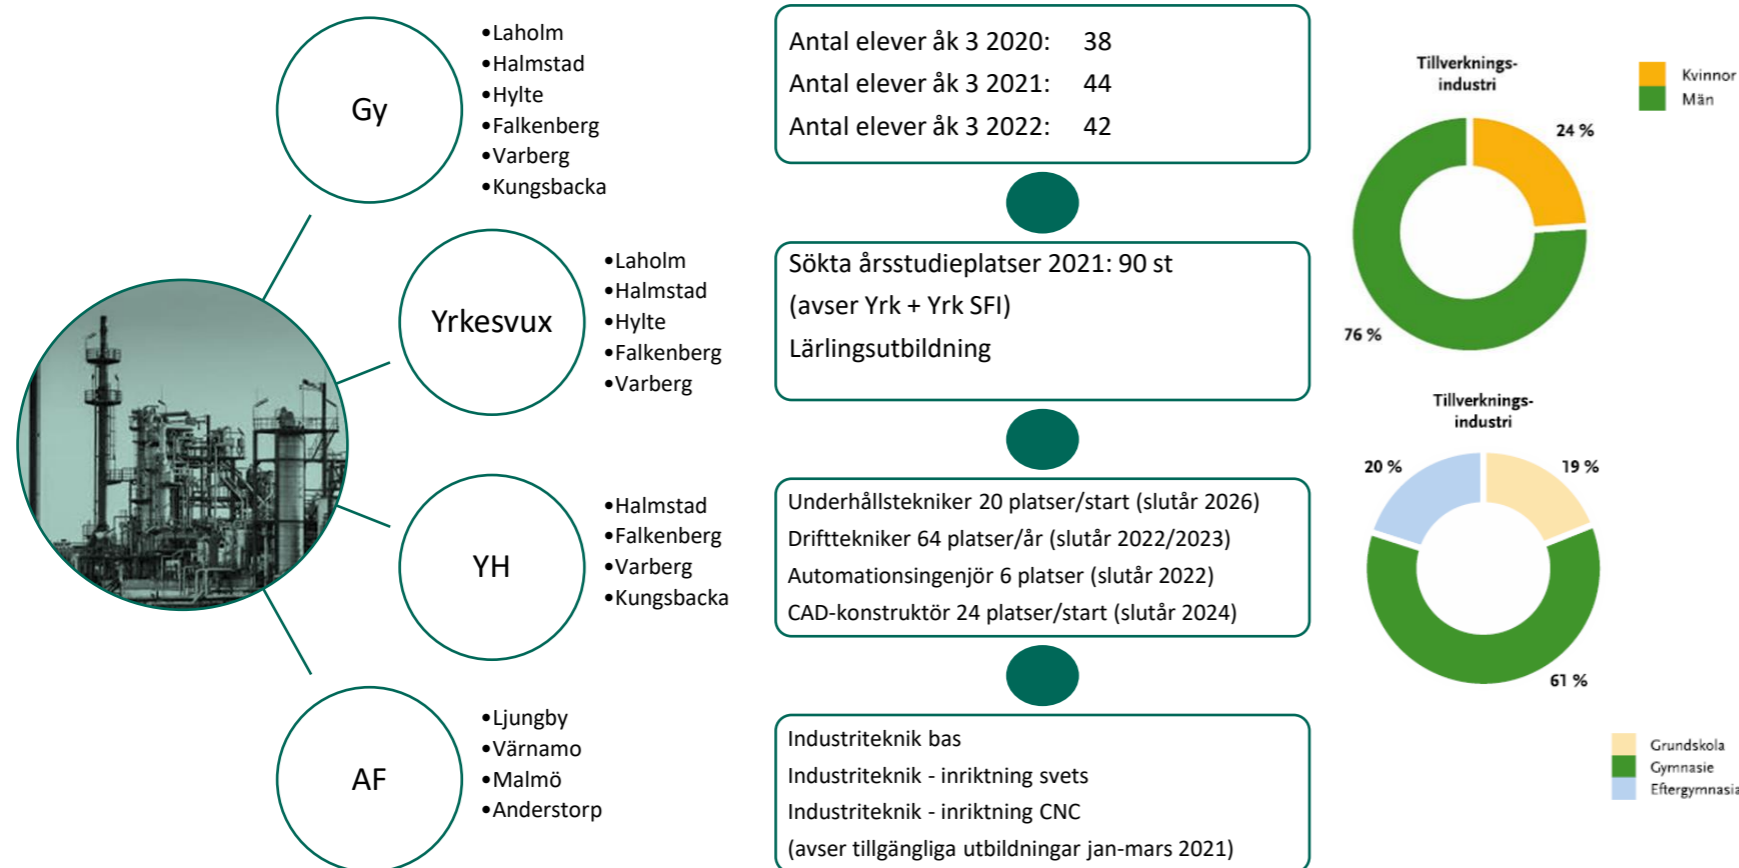 Gy
•Laholm
•Halmstad
•Hylte
•Falkenberg
•Varberg
•Kungsbacka
Antal elever åk 3 2020: 38
Antal elever åk 3 2021: 44
Antal elever åk 3 2022: 42
Yrkesvux
•Laholm
•Halmstad
•Hylte
•Falkenberg
•Varberg
Sökta årsstudieplatser 2021: 90 st
(avser Yrk + Yrk SFI)
Lärlingsutbildning
YH
•Halmstad
•Falkenberg
•Varberg
•Kungsbacka
Underhållstekniker 20 platser/start (slutår 2026)
Drifttekniker 64 platser/år (slutår 2022/2023)
Automationsingenjör 6 platser (slutår 2022)
CAD-konstruktör 24 platser/start (slutår 2024)
AF
•Ljungby
•Värnamo
•Malmö
•Anderstorp
Industriteknik bas
Industriteknik - inriktning svets
Industriteknik - inriktning CNC
(avser tillgängliga utbildningar jan-mars 2021)
Tillverknings-
industri
Kvinnor
Män
24 %
76 %
Tillverknings-
industri
20 %
19 %
61 %
Grundskola
Gymnasie
Eftergymnasia